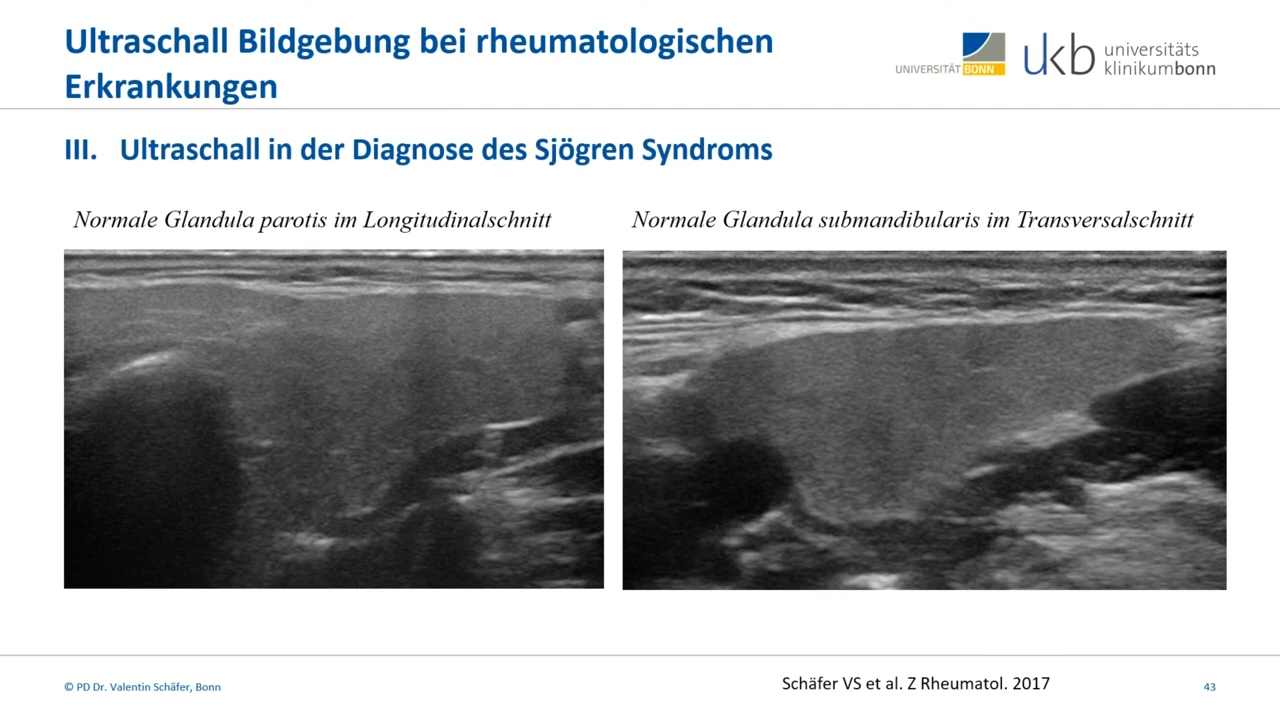 Ultraschall Bildgebung bei rheumatologischen
Erkrankungen
UNIVERSITÄT BONN
ukb universitäts
klinikumbonn
III. Ultraschall in der Diagnose des Sjögren Syndroms
Normale Glandula parotis im Longitudinalschnitt
Normale Glandula submandibularis im Transversalschnitt
© PD Dr. Valentin Schäfer, Bonn
Schäfer VS et al. Z Rheumatol. 2017
43